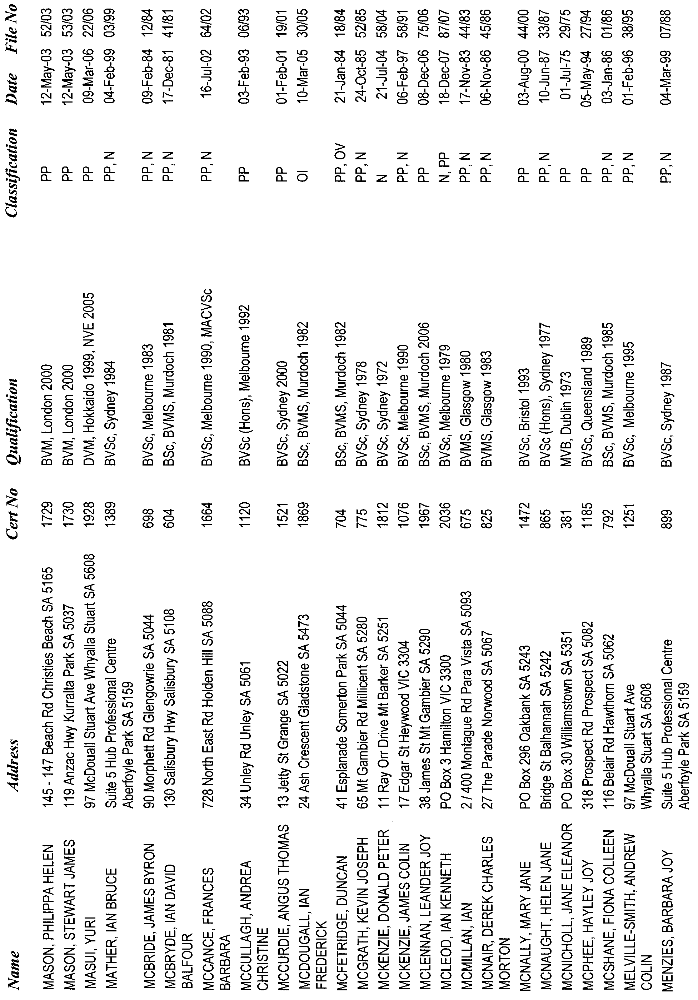 Name Address Cert No Qualification Classification Date File No
MASON, PHILIPPA HELEN 145 - 147 Beach Rd Christies Beach SA 5165 1729 BVM, London 2000 PP 12-May-03 52/03
MASON, STEWART JAMES 119 Anzac Hwy Kurralta Park SA 5037 1730 BVM, London 2000 PP 12-May-03 53/03
MASUI, YURI 97 McDouall Stuart Ave Whyalla Stuart SA 5608 1928 DVM, Hokkaido 1999, NVE 2005 PP 09-Mar-06 22/06
MATHER, IAN BRUCE Suite 5 Hub Professional Centre 1389 BVSc, Sydney 1984 PP, N 04-Feb-99 03/99
Aberfoyle Park SA 5159
MCBRIDE, JAMES BYRON 90 Morphett Rd Glengowrie SA 5044 698 BVSc, Melbourne 1983 PP, N 09-Feb-84 12/84
MCBRYDE, IAN DAVID 130 Salisbury Hwy Salisbury SA 5108 604 BSc, BVMS, Murdoch 1981 PP, N 17-Dec-81 41/81
BALFOUR
MCCANCE, FRANCES 728 North East Rd Holden Hill SA 5088 1664 BVSc, Melbourne 1990, MACVSc PP, N 16-Jul-02 64/02
BARBARA
MCCULLAGH, ANDREA 34 Unley Rd Unley SA 5061 1120 BVSc (Hons), Melbourne 1992 PP 03-Feb-93 06/93
CHRISTINE
MCCURDIE, ANGUS THOMAS 13 Jetty St Grange SA 5022 1521 BVSc, Sydney 2000 PP 01-Feb-01 19/01
MCDOUGALL, IAN 24 Ash Crescent Gladstone SA 5473 1869 BSc, BVMS, Murdoch 1982 OI 10-Mar-05 30/05
FREDERICK
MCFETRIDGE, DUNCAN 41 Esplanade Somerton Park SA 5044 704 BSc, BVMS, Murdoch 1982 PP, OV 21-Jan-84 18/84
MCGRATH, KEVIN JOSEPH 65 Mt Gambier Rd Millicent SA 5280 775 BVSc, Sydney 1978 PP, N 24-Oct-85 52/85
MCKENZIE, DONALD PETER 11 Ray Orr Drive Mt Barker SA 5251 1812 BVSc, Sydney 1972 N 21-Jul-04 58/04
MCKENZIE, JAMES COLIN 17 Edgar St Heywood VIC 3304 1076 BVSc, Melbourne 1990 PP, N 06-Feb-97 58/91
MCLENNAN, LEANDER JOY 38 James St Mt Gambier SA 5290 1967 BSc, BVMS, Murdoch 2006 PP 08-Dec-06 75/06
MCLEOD, IAN KENNETH PO Box 3 Hamilton VIC 3300 2036 BVSc, Melbourne 1979 N, PP 18-Dec-07 87/07
MCMILLAN, IAN 2 / 400 Montague Rd Para Vista SA 5093 675 BVMS, Glasgow 1980 PP, N 17-Nov-83 44/83
MCNAIR, DEREK CHARLES 27 The Parade Norwood SA 5067 825 BVMS, Glasgow 1983 PP, N 06-Nov-86 45/86
MORTON
MCNALLY, MARY JANE PO Box 296 Oakbank SA 5243 1472 BVSc, Bristol 1993 PP 03-Aug-00 44/00
MCNAUGHT, HELEN JANE Bridge St Balhannah SA 5242 865 BVSc (Hons), Sydney 1977 PP, N 10-Jun-87 33/87
MCNICHOLL, JANE ELEANOR PO Box 30 Williamstown SA 5351 381 MVB, Dublin 1973 PP 01-Jul-75 29/75
MCPHEE, HAYLEY JOY 318 Prospect Rd Prospect SA 5082 1185 BVSc, Queensland 1989 PP 05-May-94 27/94
MCSHANE, FIONA COLLEEN 116 Belair Rd Hawthorn SA 5062 792 BSc, BVMS, Murdoch 1985 PP, N 03-Jan-86 01/86
MELVILLE-SMITH, ANDREW 97 McDouall Stuart Ave 1251 BVSc, Melbourne 1995 PP, N 01-Feb-96 38/95
COLIN Whyalla Stuart SA 5608
MENZIES, BARBARA JOY Suite 5 Hub Professional Centre 899 BVSc, Sydney 1987 PP, N 04-Mar-99 07/88
Aberfoyle Park SA 5159